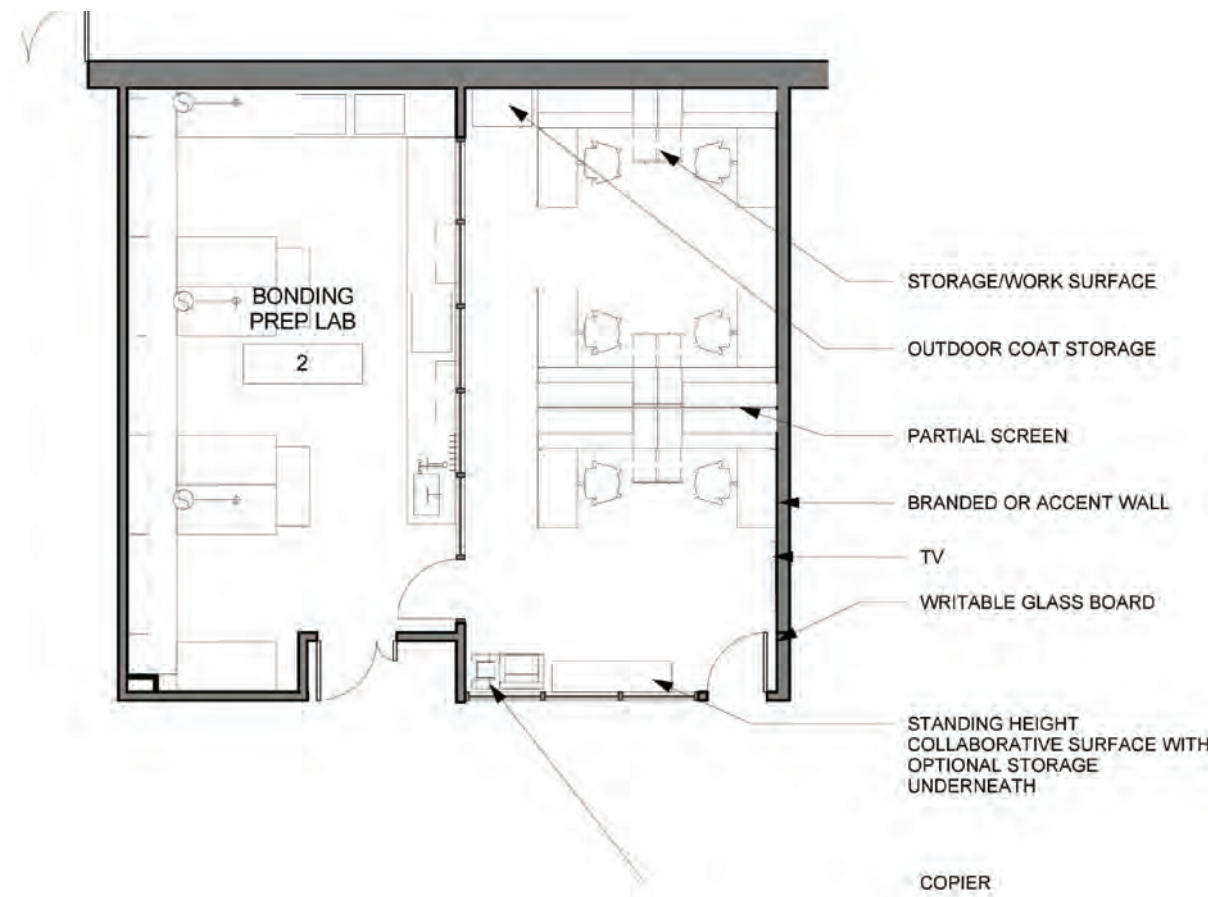 BONDING
PREP LAB
2
STORAGE/WORK SURFACE
OUTDOOR COAT STORAGE
PARTIAL SCREEN
BRANDED OR ACCENT WALL
TV
WRITABLE GLASS BOARD
STANDING HEIGHT
COLLABORATIVE SURFACE WITH
OPTIONAL STORAGE
UNDERNEATH
COPIER